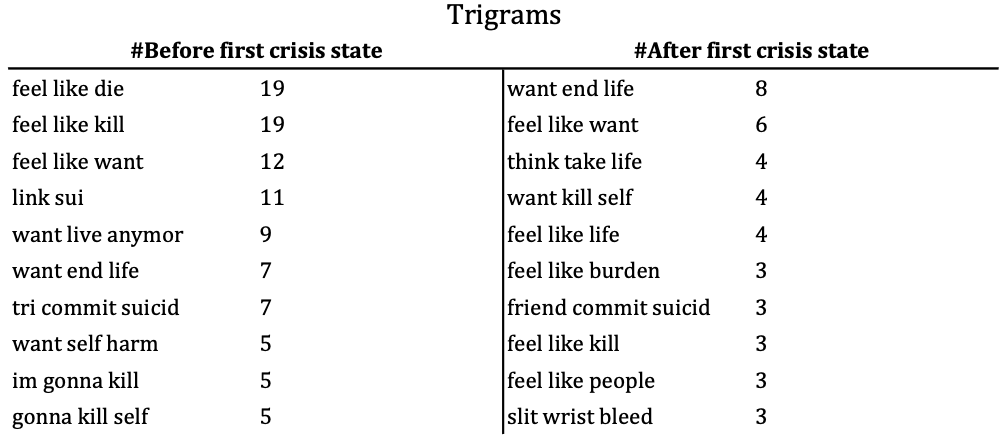 Trigrams
#Before first crisis state #After first crisis state
feel like die 19 want end life 8
feel like kill 19 feel like want 6
feel like want 12 think take life 4
link sui 11 want kill self 4
want live anymor 9 feel like life 4
want end life 7 feel like burden 3
tri commit suicid 7 friend commit suicid 3
want self harm 5 feel like kill 3
im gonna kill 5 feel like people 3
gonna kill self 5 slit wrist bleed 3